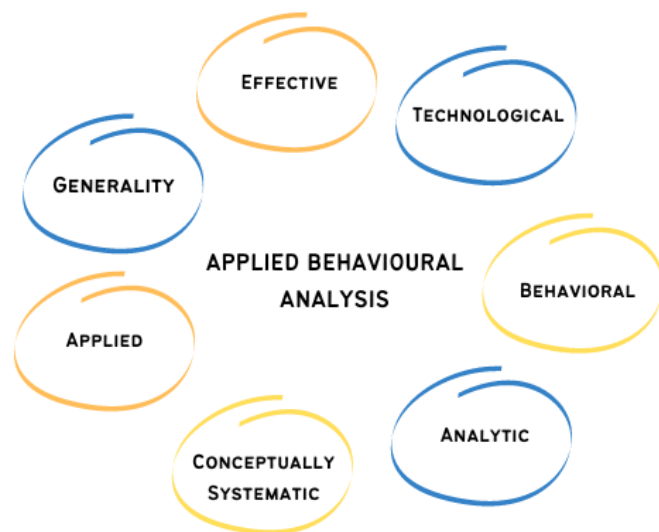 EFFECTIVE
TECHNOLOGICAL
GENERALITY
APPLIED BEHAVIOURAL
ANALYSIS
BEHAVIORAL
APPLIED
ANALYTIC
CONCEPTUALLY
SYSTEMATIC